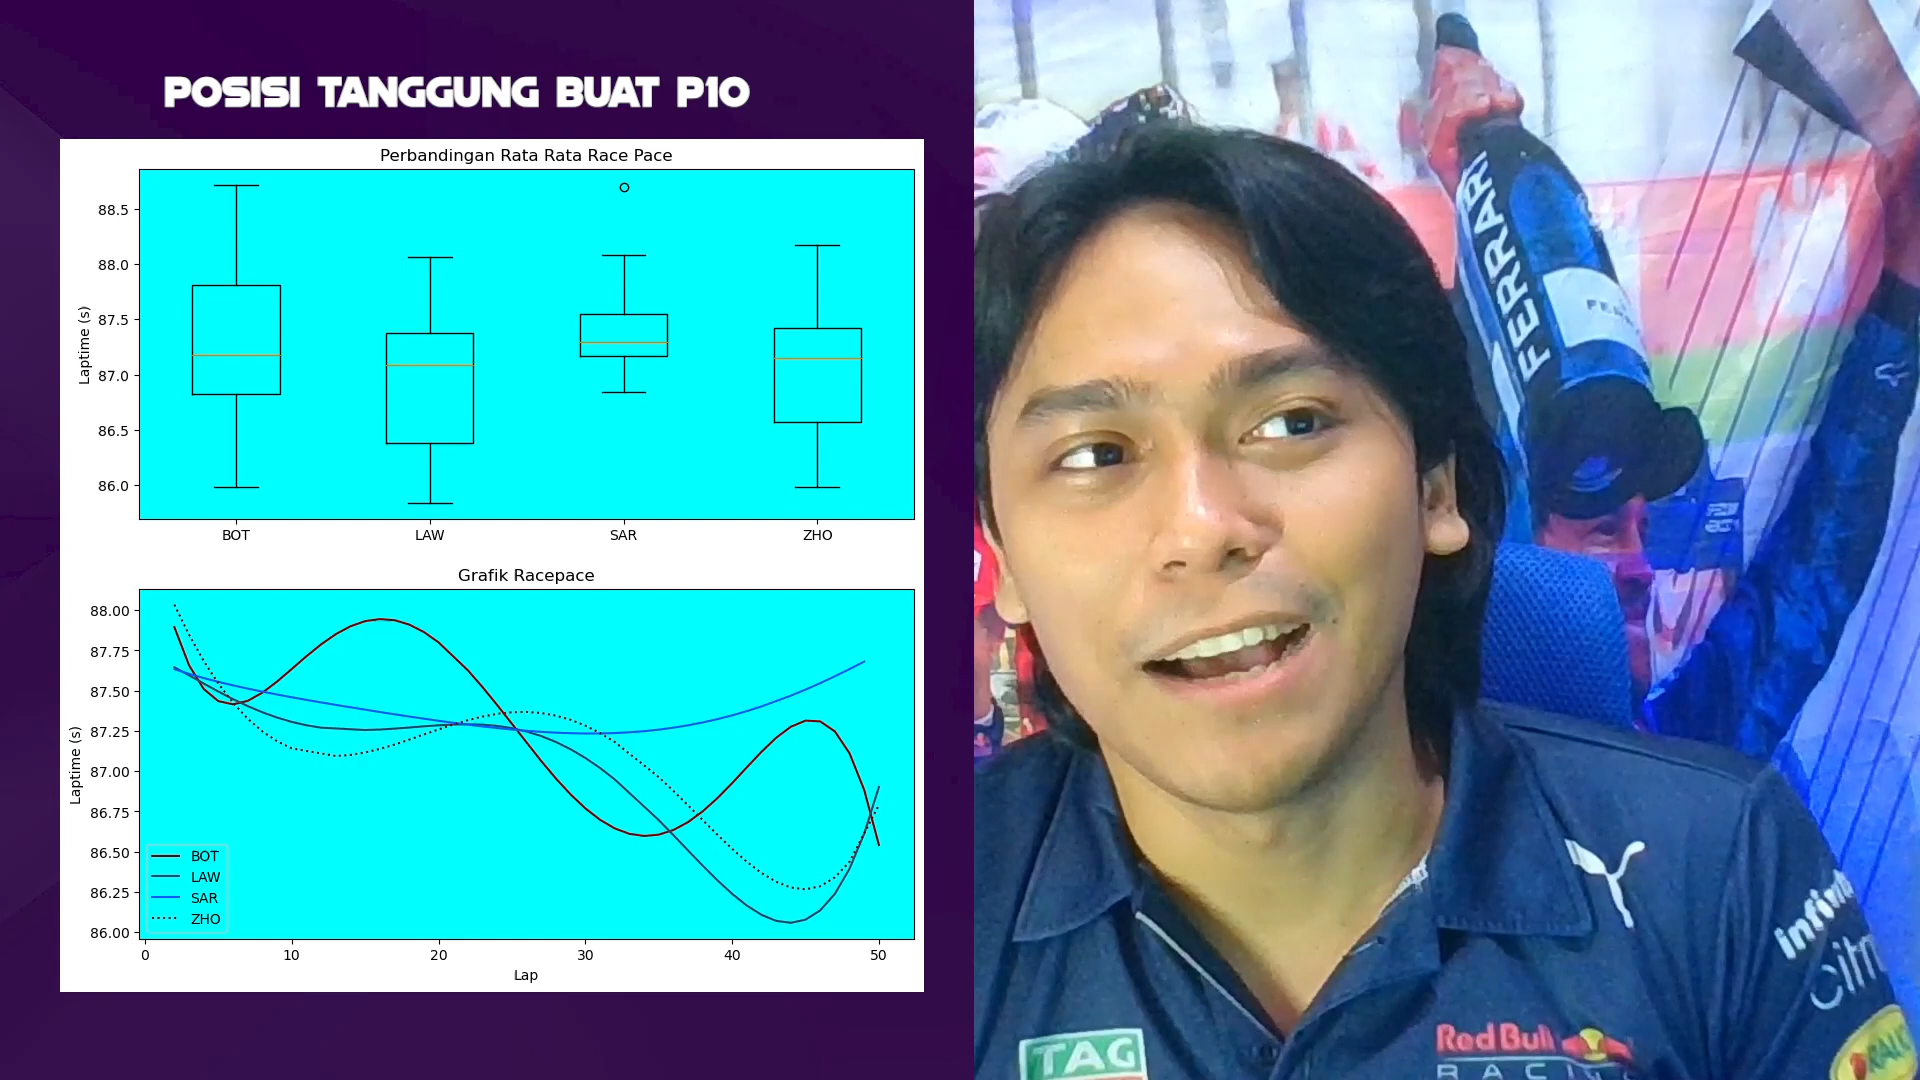 POSISI TANGGUNG BUAT P10
Perbandingan Rata Rata Race Pace
Laptime (s)
88.5
88.0
87.5
87.0
86.5
86.0
BOT LAW SAR ZHO
Grafik Racepace
Laptime (s)
88.00
87.75
87.50
87.25
87.00
86.75
86.50
86.25
86.00
BOT
LAW
SAR
ZHO
0 10 20 30 40 50
Lap
FERRARI
TAG
Red Bull
RACI
citri